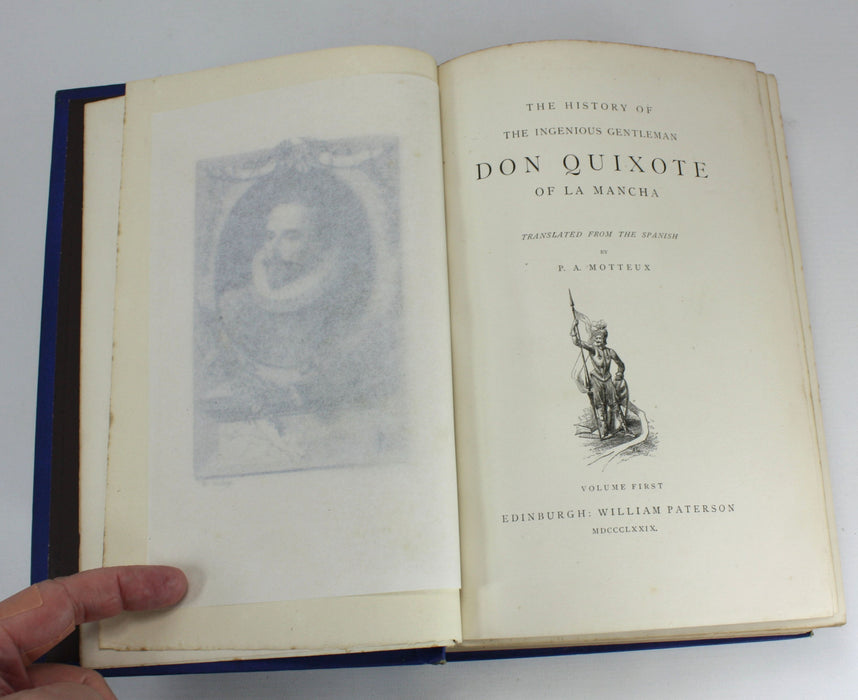 THE HISTORY OF
THE INGENIOUS GENTLEMAN
DON QUIXOTE
OF LA MANCHA
TRANSLATED FROM THE SPANISH
BY
P. A. MOTTEUX
VOLUME FIRST
EDINBURGH: WILLIAM PATERSON
MDCCCLXXIX.